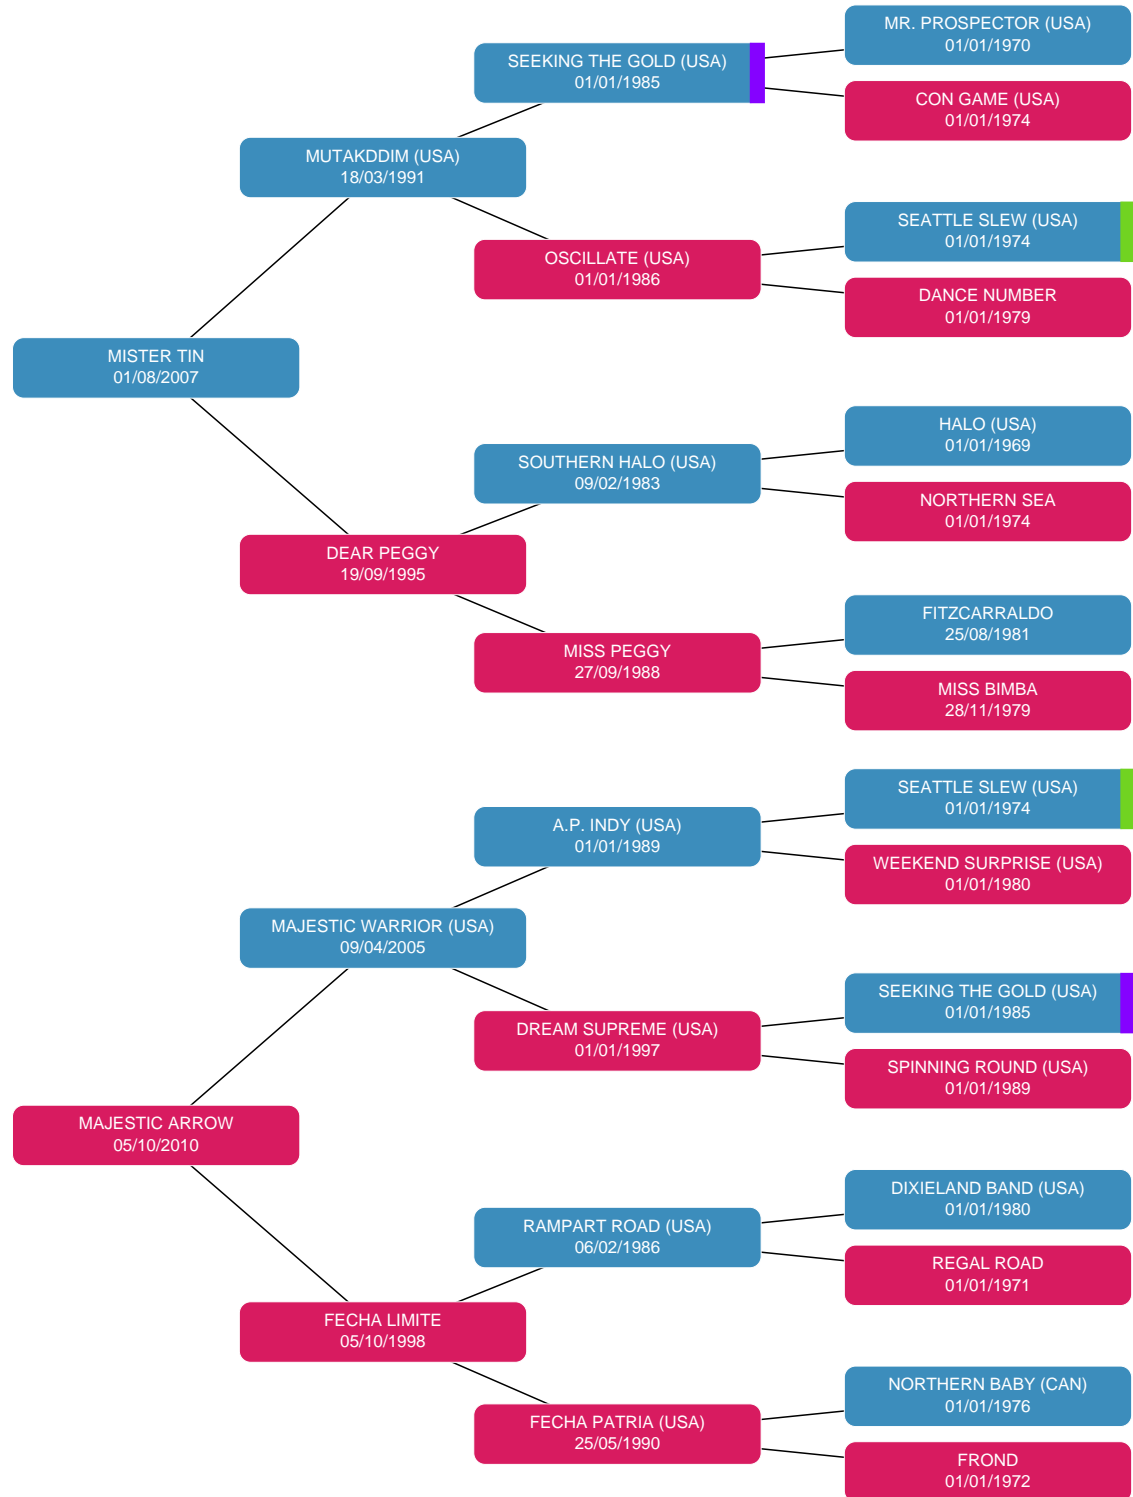 MR. PROSPECTOR (USA)
01/01/1970
SEEKING THE GOLD (USA)
01/01/1985
CON GAME (USA)
01/01/1974
MUTAKDDIM (USA)
18/03/1991
SEATTLE SLEW (USA)
01/01/1974
OSCILLATE (USA)
01/01/1986
DANCE NUMBER
01/01/1979
MISTER TIN
01/08/2007
HALO (USA)
01/01/1969
SOUTHERN HALO (USA)
09/02/1983
NORTHERN SEA
01/01/1974
DEAR PEGGY
19/09/1995
FITZCARRALDO
25/08/1981
MISS PEGGY
27/09/1988
MISS BIMBA
28/11/1979
SEATTLE SLEW (USA)
01/01/1974
A.P. INDY (USA)
01/01/1989
WEEKEND SURPRISE (USA)
01/01/1980
MAJESTIC WARRIOR (USA)
09/04/2005
SEEKING THE GOLD (USA)
01/01/1985
DREAM SUPREME (USA)
01/01/1997
SPINNING ROUND (USA)
01/01/1989
MAJESTIC ARROW
05/10/2010
DIXIELAND BAND (USA)
01/01/1980
RAMPART ROAD (USA)
06/02/1986
REGAL ROAD
01/01/1971
FECHA LIMITE
05/10/1998
NORTHERN BABY (CAN)
01/01/1976
FECHA PATRIA (USA)
25/05/1990
FROND
01/01/1972